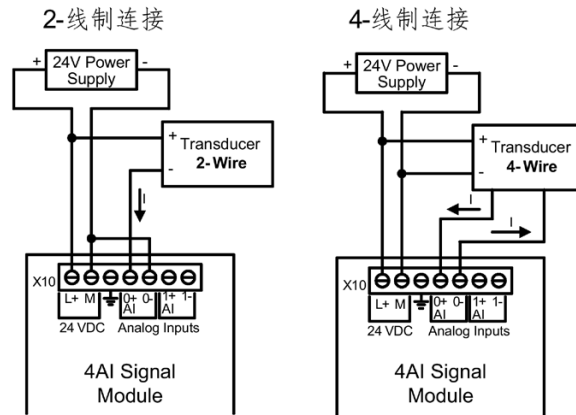 2-线制连接
+ 24V Power -
Supply
+ Transducer
- 2-Wire
I
X10
L+ M 0+ 0- 1+ 1-
AI AI
24 VDC Analog Inputs
4AI Signal
Module
4-线制连接
+ 24V Power -
Supply
+ Transducer
- 4-Wire
I
I
X10
L+ M 0+ 0- 1+ 1-
AI AI
24 VDC Analog Inputs
4AI Signal
Module